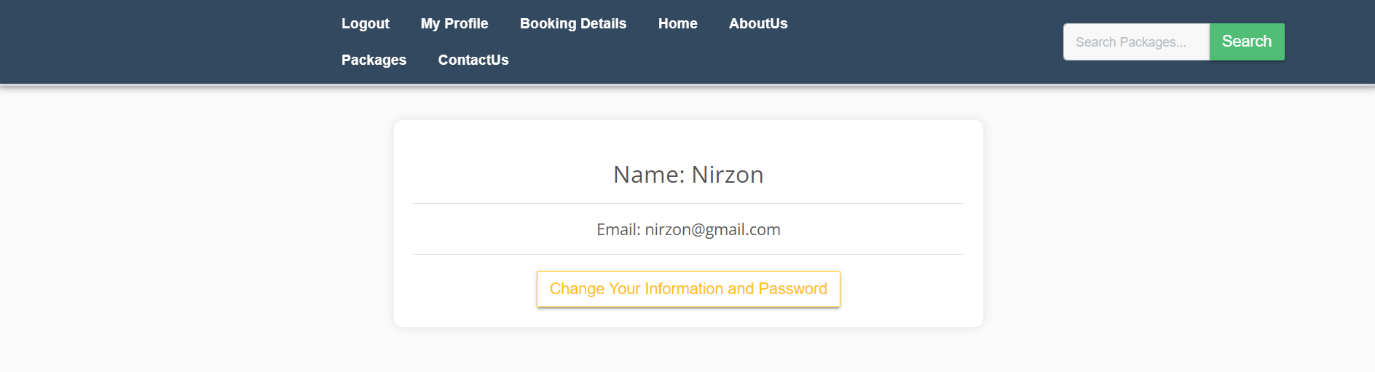 Logout My Profile Booking Details Home AboutUs
Packages ContactUs
Search Packages... Search
Name: Nirzon
Email: nirzon@gmail.com
Change Your Information and Password